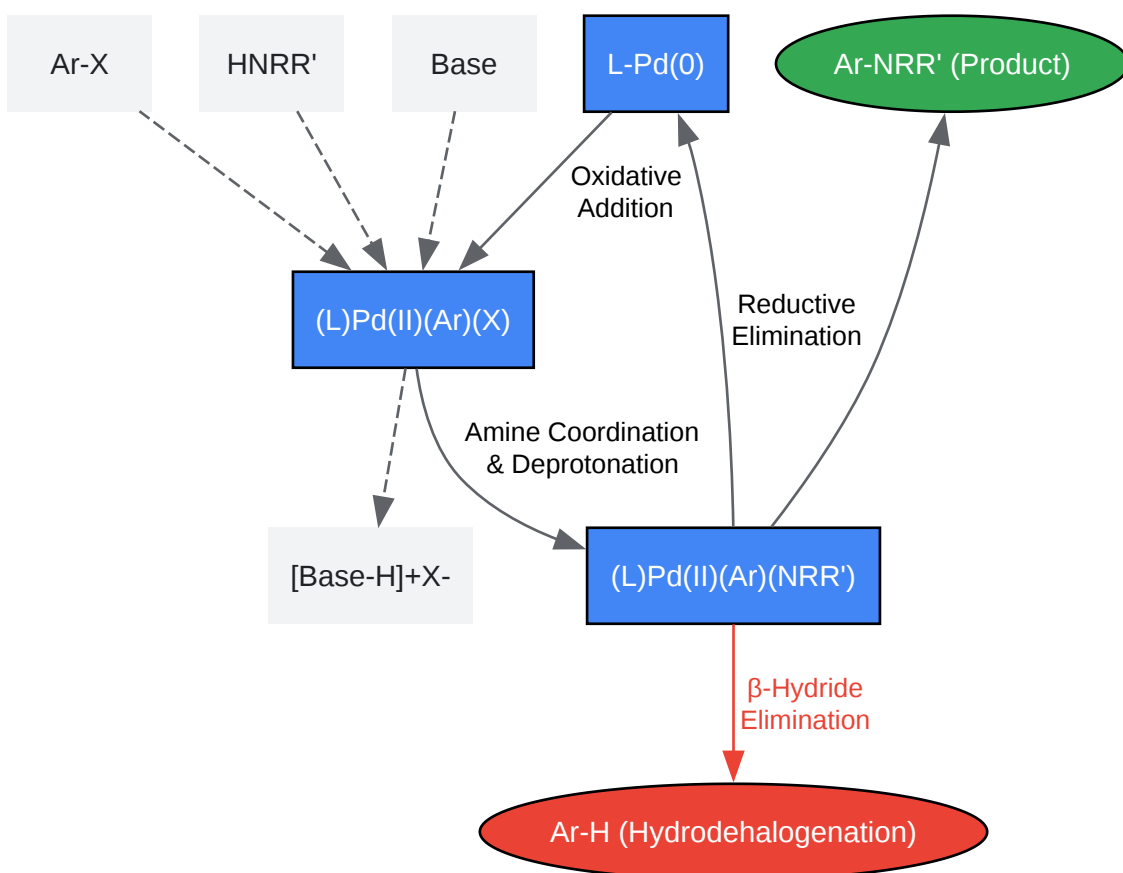 Ar-X
HNRR'
Base
L-Pd(0)
Ar-NRR' (Product)
Oxidative
Addition
(L)Pd(II)(Ar)(X)
Reductive
Elimination
Amine Coordination
& Deprotonation
[Base-H]+X-
(L)Pd(II)(Ar)(NRR')
β-Hydride
Elimination
Ar-H (Hydrodehalogenation)